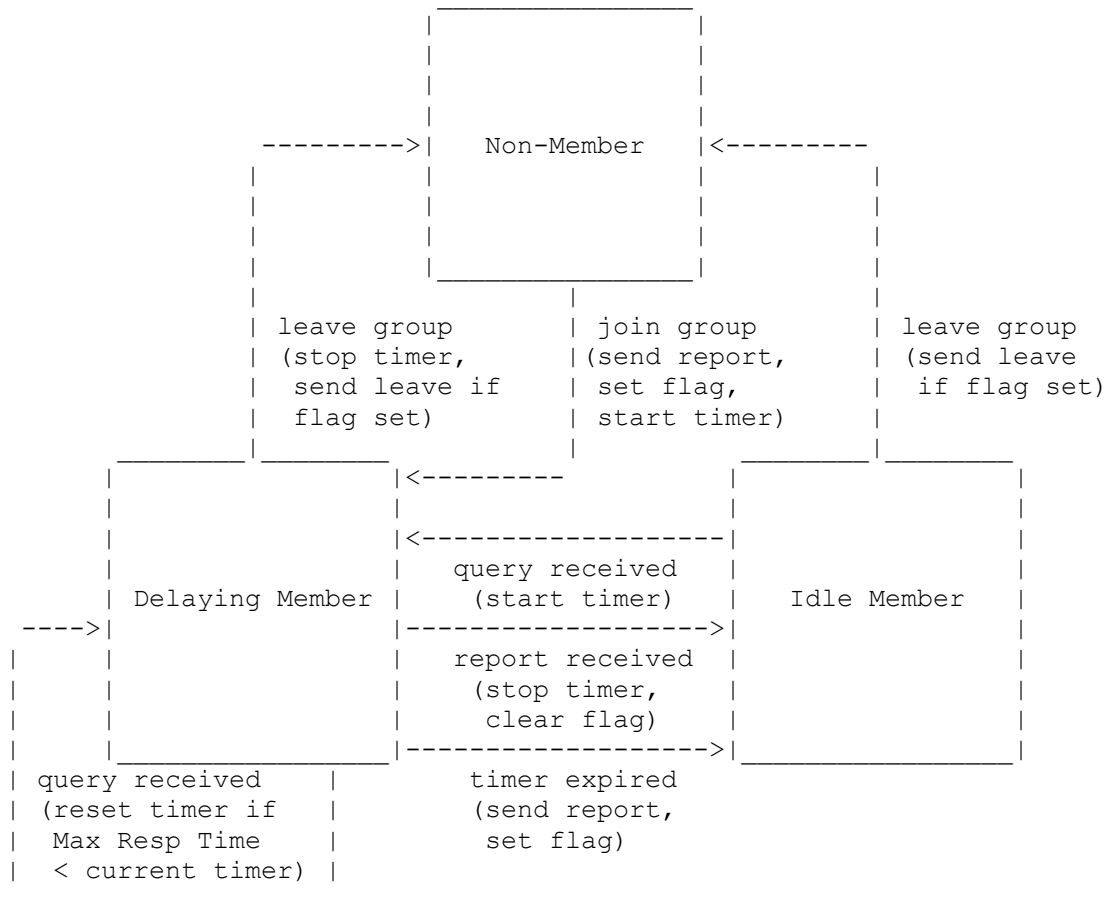 Non-Member
leave group
(stop timer,
send leave if
flag set)
join group
(send report,
set flag,
start timer)
leave group
(send leave
if flag set)
query received
(start timer)
Delaying Member
Idle Member
report received
(stop timer,
clear flag)
query received
(reset timer if
Max Resp Time
< current timer)
timer expired
(send report,
set flag)